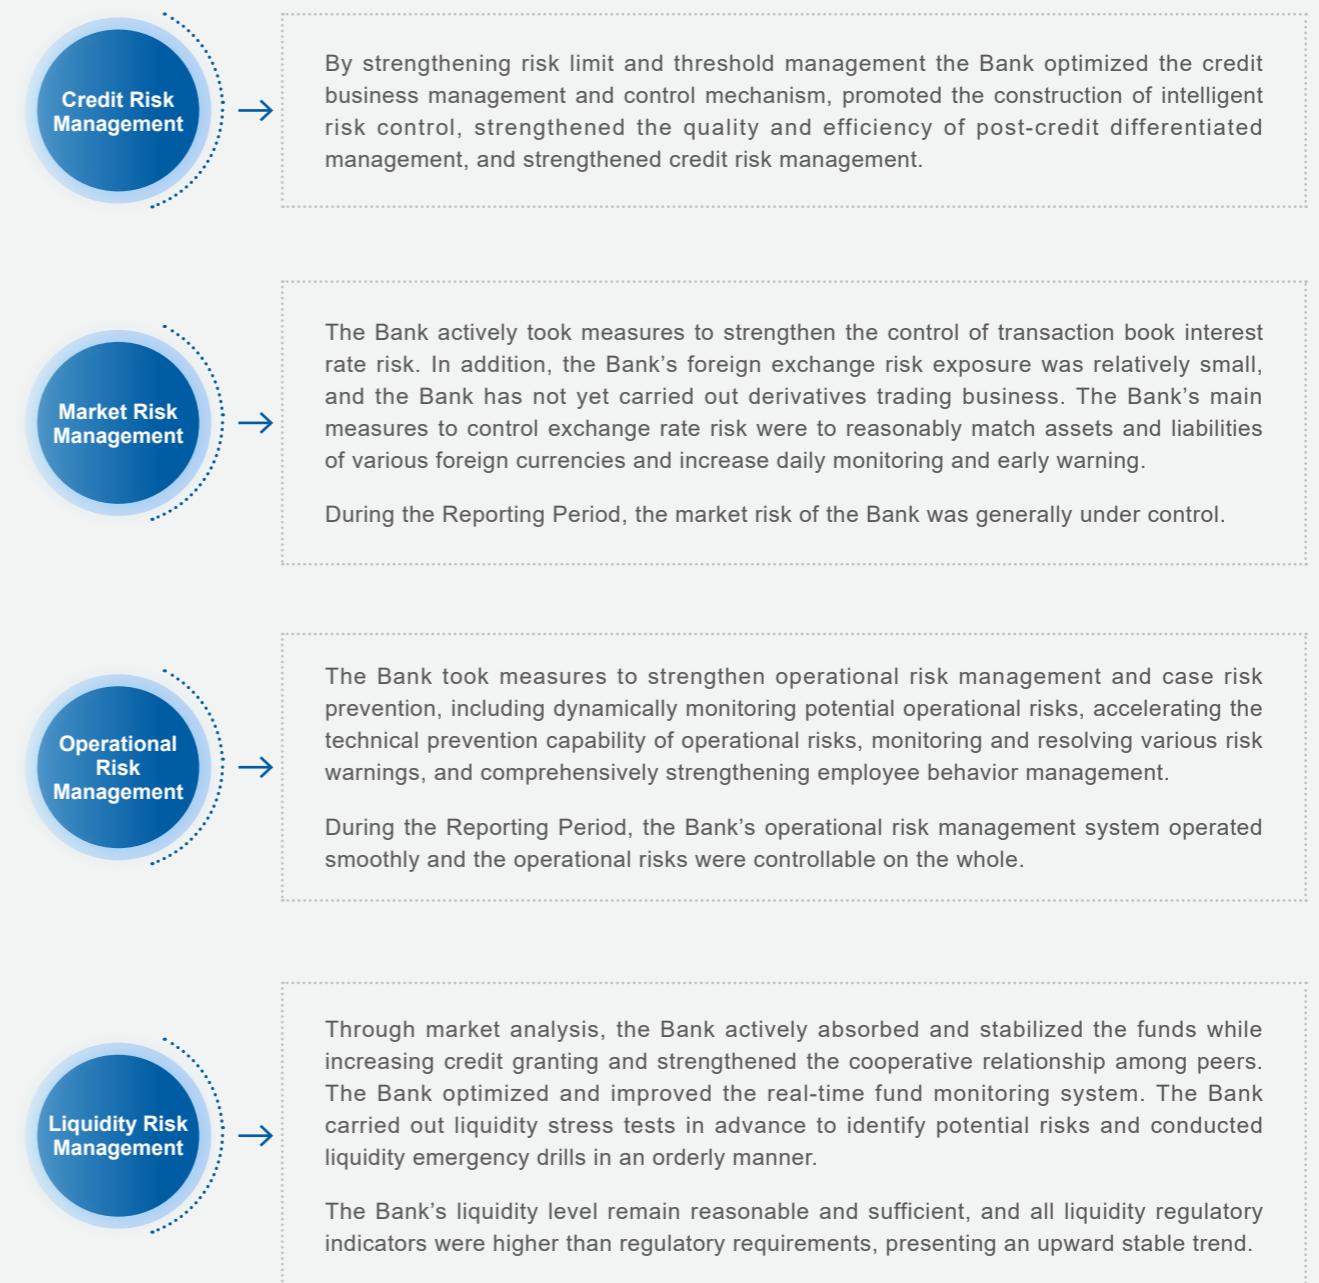 Credit Risk
Management
By strengthening risk limit and threshold management the Bank optimized the credit
business management and control mechanism, promoted the construction of intelligent
risk control, strengthened the quality and efficiency of post-credit differentiated
management, and strengthened credit risk management.
Market Risk
Management
The Bank actively took measures to strengthen the control of transaction book interest
rate risk. In addition, the Bank’s foreign exchange risk exposure was relatively small,
and the Bank has not yet carried out derivatives trading business. The Bank’s main
measures to control exchange rate risk were to reasonably match assets and liabilities
of various foreign currencies and increase daily monitoring and early warning.
During the Reporting Period, the market risk of the Bank was generally under control.
Operational
Risk
Management
The Bank took measures to strengthen operational risk management and case risk
prevention, including dynamically monitoring potential operational risks, accelerating the
technical prevention capability of operational risks, monitoring and resolving various risk
warnings, and comprehensively strengthening employee behavior management.
During the Reporting Period, the Bank’s operational risk management system operated
smoothly and the operational risks were controllable on the whole.
Liquidity Risk
Management
Through market analysis, the Bank actively absorbed and stabilized the funds while
increasing credit granting and strengthened the cooperative relationship among peers.
The Bank optimized and improved the real-time fund monitoring system. The Bank
carried out liquidity stress tests in advance to identify potential risks and conducted
liquidity emergency drills in an orderly manner.
The Bank’s liquidity level remain reasonable and sufficient, and all liquidity regulatory
indicators were higher than regulatory requirements, presenting an upward stable trend.